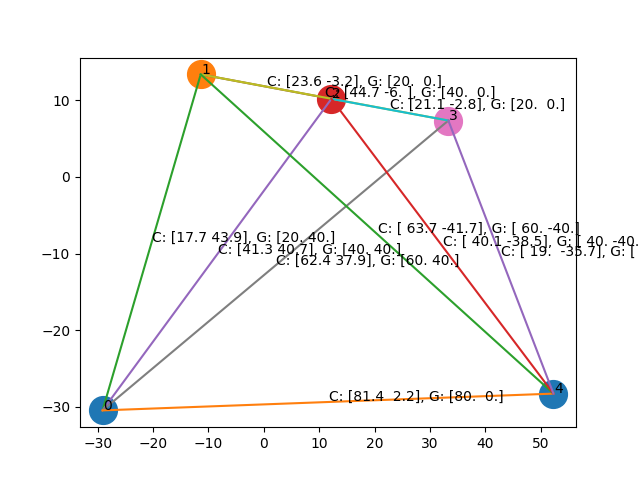 1
C: [23.6 -3.2], G: [20. 0.]
2
C: [44.7 -6. ], G: [40. 0.]
C: [21.1 -2.8], G: [20. 0.]
3
C: [17.7 43.9], G: [20. 40.]
C: [ 63.7 -41.7], G: [ 60. -40.]
C: [41.3 40.7], G: [40. 40.]
C: [ 40.1 -38.5], G: [ 40. -40.
C: [62.4 37.9], G: [60. 40.]
C: [ 19. -35.7], G: [
4
C: [81.4 2.2], G: [80. 0.]
0
10
0
−10
−20
−30
−30 −20 −10 0 10 20 30 40 50